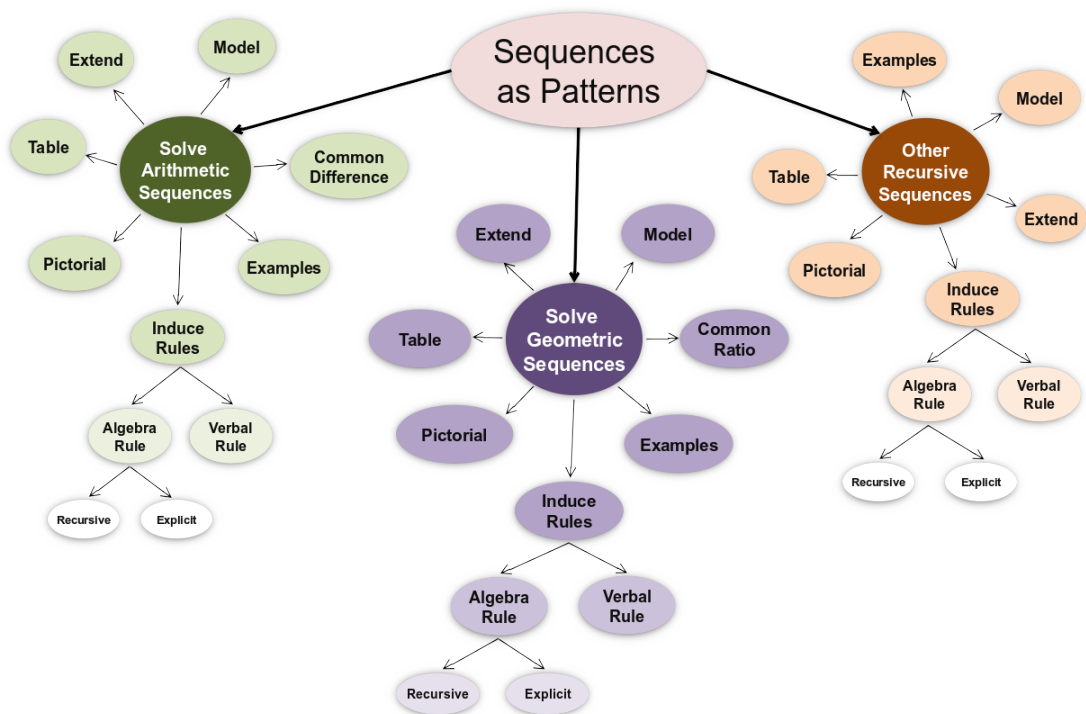 Sequences
as Patterns
Extend
Model
Table
Solve
Arithmetic
Sequences
Common
Difference
Pictorial
Examples
Induce
Rules
Algebra
Rule
Verbal
Rule
Recursive
Explicit
Extend
Model
Table
Solve
Geometric
Sequences
Common
Ratio
Pictorial
Examples
Induce
Rules
Algebra
Rule
Verbal
Rule
Recursive
Explicit
Examples
Model
Table
Other
Recursive
Sequences
Extend
Pictorial
Induce
Rules
Algebra
Rule
Verbal
Rule
Recursive
Explicit